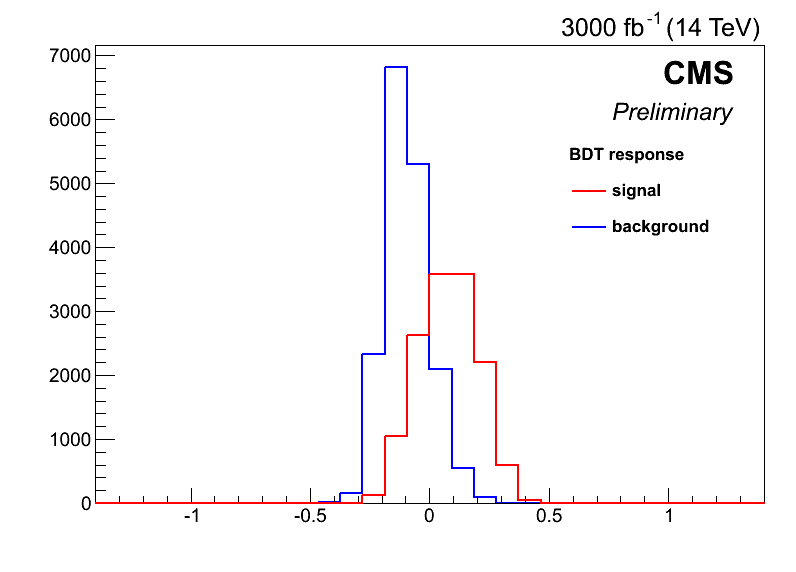 3000 fb-1 (14 TeV)
CMS
Preliminary
BDT response
signal
background
7000
6000
5000
4000
3000
2000
1000
0
-1 -0.5 0 0.5 1